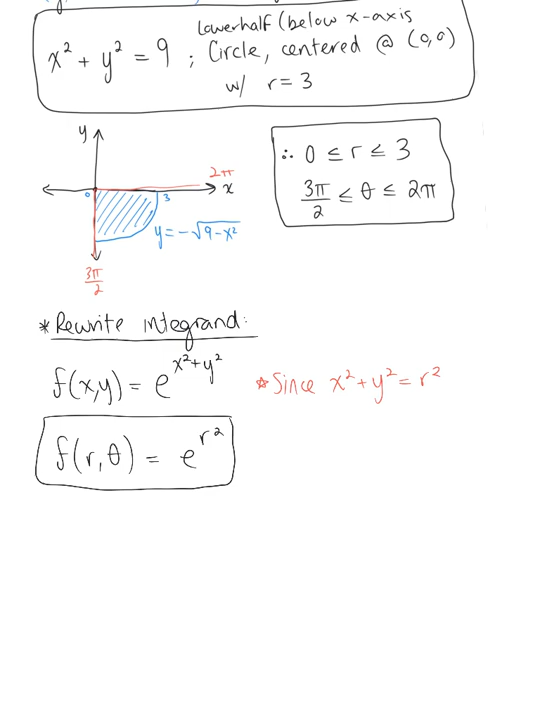 Lowerhalf (below x-axis
x² + y² = 9 ; Circle, centered @ (0,0)
w/ r = 3
y
2π
0
3
x
y = -√9-x²
3π/2
∴ 0 ≤ r ≤ 3
3π/2 ≤ θ ≤ 2π
*Rewrite integrand:
f(x,y) = e^x²+y²
☆Since x²+y² = r²
f(r,θ) = e^r²